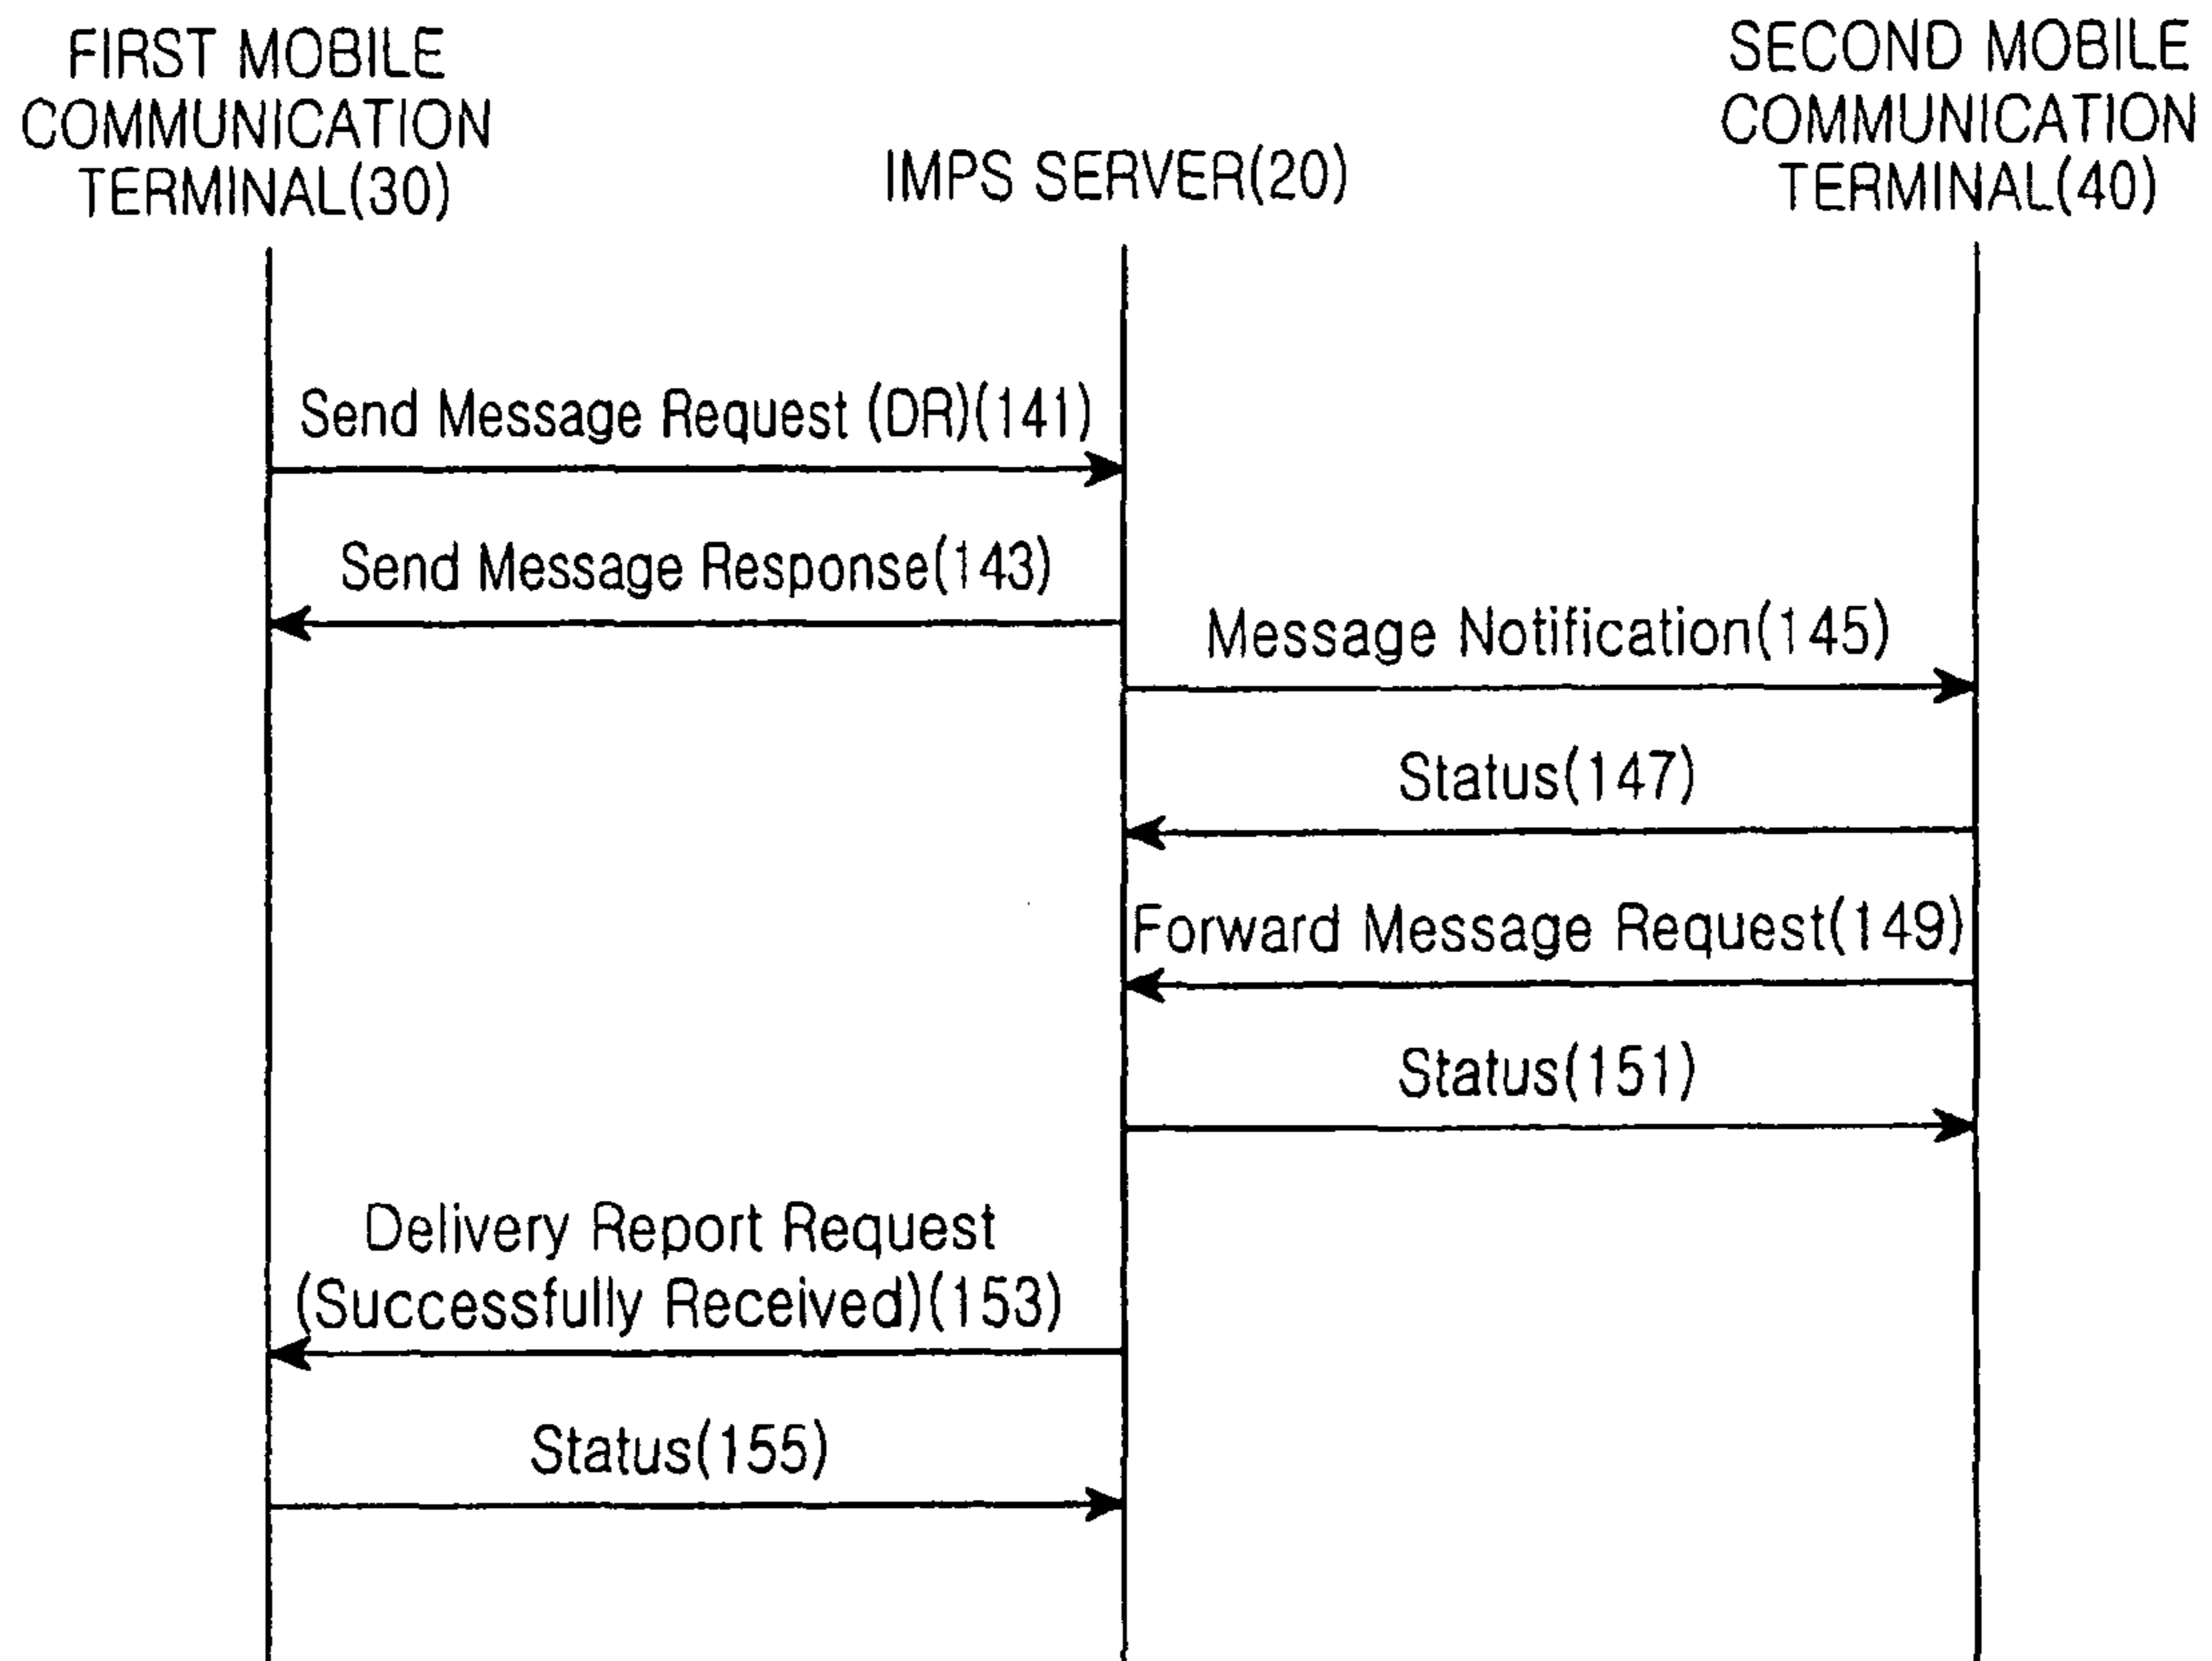 FIRST MOBILE
COMMUNICATION
TERMINAL(30)
IMPS SERVER(20)
SECOND MOBILE
COMMUNICATION
TERMINAL(40)
Send Message Request (DR)(141)
Send Message Response(143)
Message Notification(145)
Status(147)
Forward Message Request(149)
Status(151)
Delivery Report Request
(Successfully Received)(153)
Status(155)